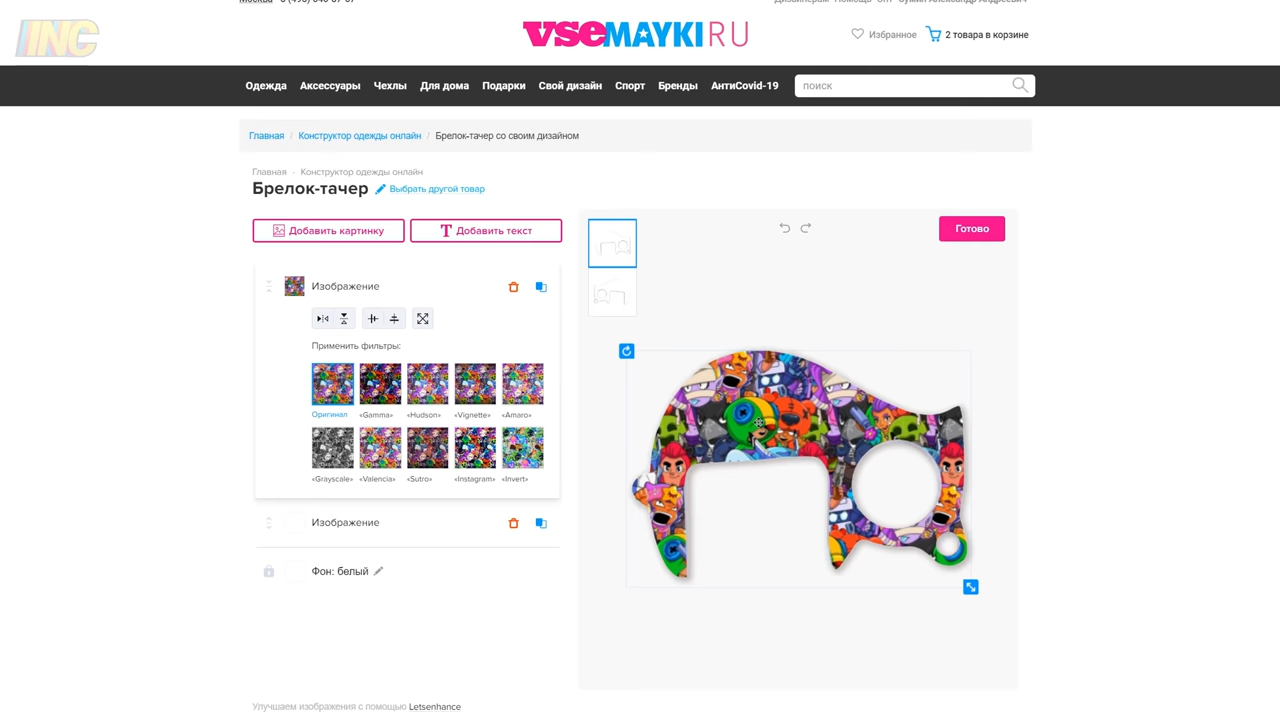 Москва
INC
VSEMAYKI RU
Избранное
2 товара в корзине
Одежда Аксессуары Чехлы Для дома Подарки Свой дизайн Спорт Бренды АнтиCovid-19
поиск
Главная / Конструктор одежды онлайн / Брелок-тачер со своим дизайном
Главная - Конструктор одежды онлайн
Брелок-тачер Выбрать другой товар
Добавить картинку
Добавить текст
Готово
Изображение
Применить фильтры:
Оригинал «Gamma» «Hudson» «Vignette» «Amaro»
«Grayscale» «Valencia» «Sutro» «Instagram» «Invert»
Изображение
Фон: белый
Улучшаем изображения с помощью Letsenhance